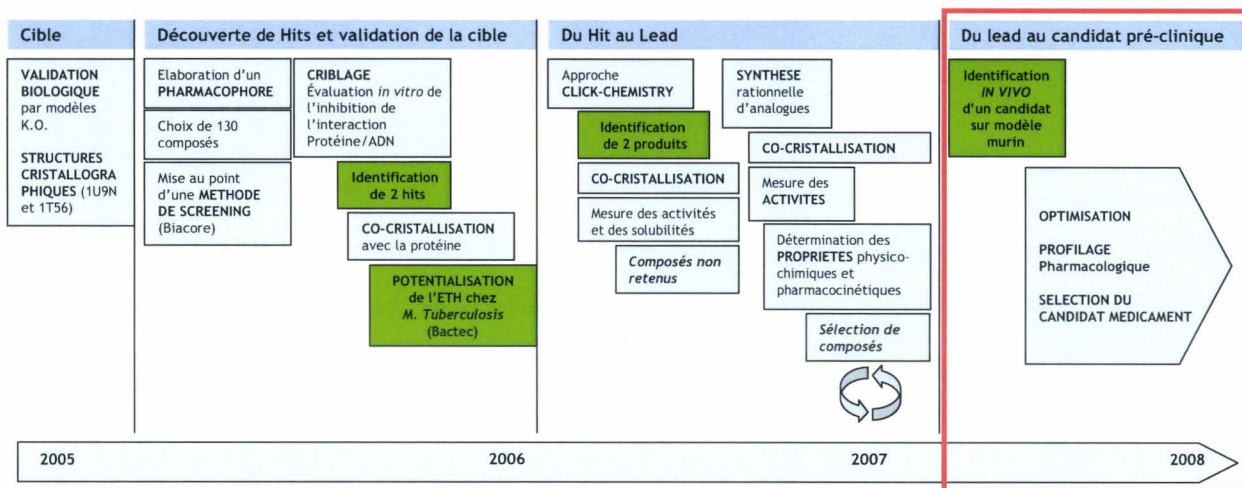 Cible
VALIDATION
BIOLOGIQUE
par modèles
K.O.
STRUCTURES
CRISTALLOGRA
PHIQUES (1U9N
et 1T56)
Découverte de Hits et validation de la cible
Elaboration d'un
PHARMACOPHORE
Choix de 130
composés
Mise au point
d'une METHODE
DE SCREENING
(Biacore)
CRIBLAGE
Évaluation in vitro de
l'inhibition de
l'interaction
Protéine/ADN
Identification
de 2 hits
CO-CRISTALLISATION
avec la protéine
POTENTIALISATION
de l'ETH chez
M. Tuberculosis
(Bactec)
Du Hit au Lead
Approche
CLICK-CHEMISTRY
Identification
de 2 produits
CO-CRISTALLISATION
Mesure des activités
et des solubilités
Composés non
retenus
SYNTHESE
rationnelle
d'analogues
CO-CRISTALLISATION
Mesure des
ACTIVITES
Détermination des
PROPRIETES physico-
chimiques et
pharmacocinétiques
Sélection de
composés
Du lead au candidat pré-clinique
Identification
IN VIVO
d'un candidat
sur modèle
murin
OPTIMISATION
PROFILAGE
Pharmacologique
SELECTION DU
CANDIDAT MEDICAMENT
2005
2006
2007
2008